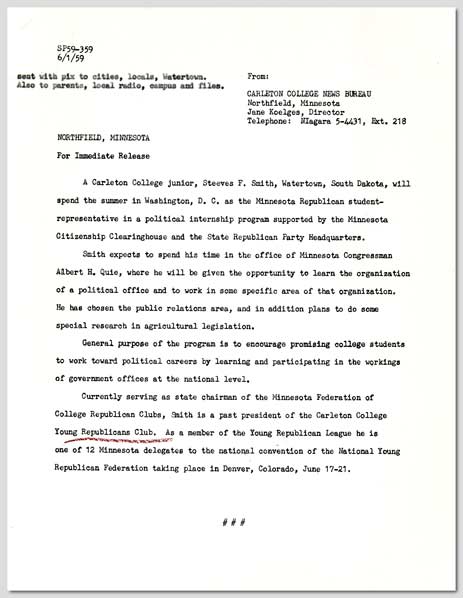 SP59-359
6/1/59
sent with pix to cities, locals, Watertown.
Also to parents, local radio, campus and files.
From:
CARLETON COLLEGE NEWS BUREAU
Northfield, Minnesota
Jane Koelges, Director
Telephone: NIagara 5-4431, Ext. 218
NORTHFIELD, MINNESOTA
For Immediate Release
A Carleton College junior, Steeves F. Smith, Watertown, South Dakota, will
spend the summer in Washington, D. C. as the Minnesota Republican student-
representative in a political internship program supported by the Minnesota
Citizenship Clearinghouse and the State Republican Party Headquarters.
Smith expects to spend his time in the office of Minnesota Congressman
Albert H. Quie, where he will be given the opportunity to learn the organization
of a political office and to work in some specific area of that organization.
He has chosen the public relations area, and in addition plans to do some
special research in agricultural legislation.
General purpose of the program is to encourage promising college students
to work toward political careers by learning and participating in the workings
of government offices at the national level.
Currently serving as state chairman of the Minnesota Federation of
College Republican Clubs, Smith is a past president of the Carleton College
Young Republicans Club. As a member of the Young Republican League he is
one of 12 Minnesota delegates to the national convention of the National Young
Republican Federation taking place in Denver, Colorado, June 17-21.
# # #